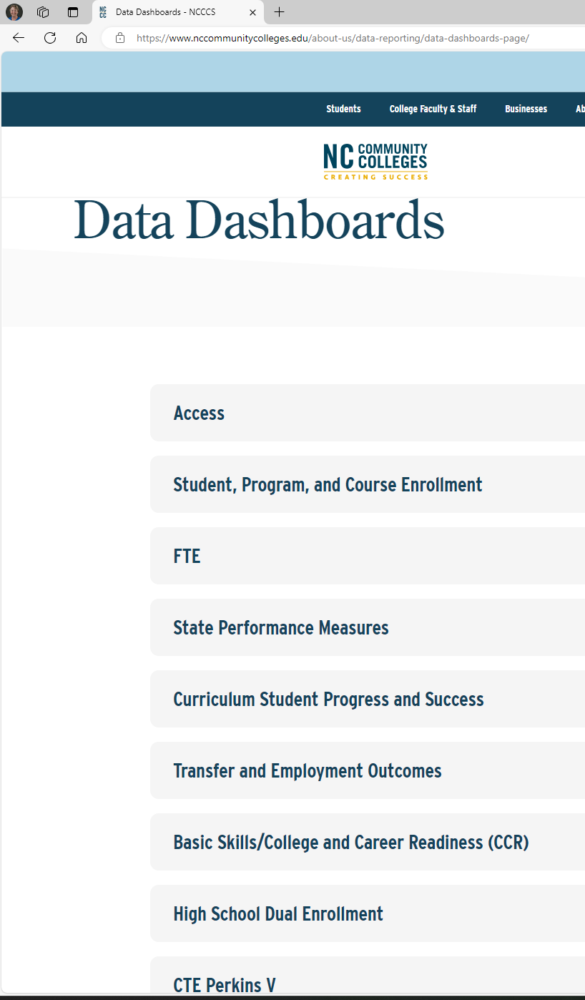 NC
CC
Data Dashboards - NCCCS
https://www.nccommunitycolleges.edu/about-us/data-reporting/data-dashboards-page/
Students College Faculty & Staff Businesses Ab
NC COMMUNITY
COLLEGES
CREATING SUCCESS
Data Dashboards
Access
Student, Program, and Course Enrollment
FTE
State Performance Measures
Curriculum Student Progress and Success
Transfer and Employment Outcomes
Basic Skills/College and Career Readiness (CCR)
High School Dual Enrollment
CTE Perkins V